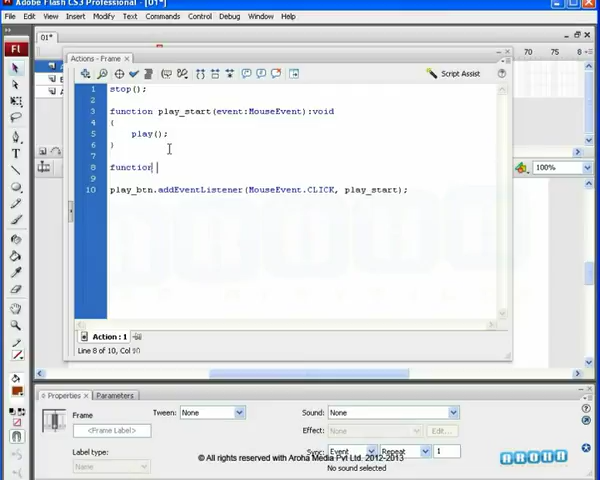 Adobe Flash CS3 Professional - [01*]
File Edit View Insert Modify Text Commands Control Debug Window Help
01*
Actions - Frame
70 75 8
Script Assist
1 stop();
2
3 function play_start(event:MouseEvent):void
4 {
5 play();
6 }
7
8 function
9
10 play_btn.addEventListener(MouseEvent.CLICK, play_start);
100%
Action : 1
Line 8 of 10, Col
Properties Parameters
Frame
Tween: None
Sound: None
<Frame Label>
Effect: None Edit...
Label type:
Sync: Event Repeat 1
Name
No sound selected
© All rights reserved with Aroha Media Pvt Ltd. 2012-2013
AROHA